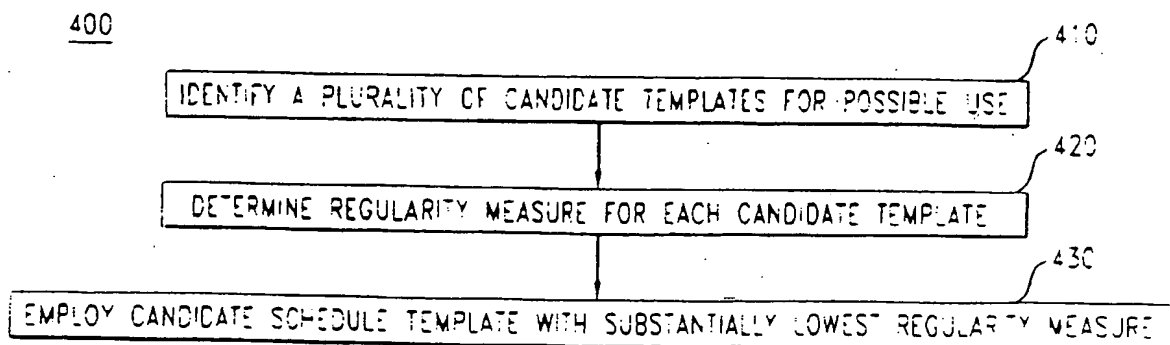 400
410
IDENTIFY A PLURALITY OF CANDIDATE TEMPLATES FOR POSSIBLE USE
420
DETERMINE REGULARITY MEASURE FOR EACH CANDIDATE TEMPLATE
430
EMPLOY CANDIDATE SCHEDULE TEMPLATE WITH SUBSTANTIALLY LOWEST REGULARITY MEASURE